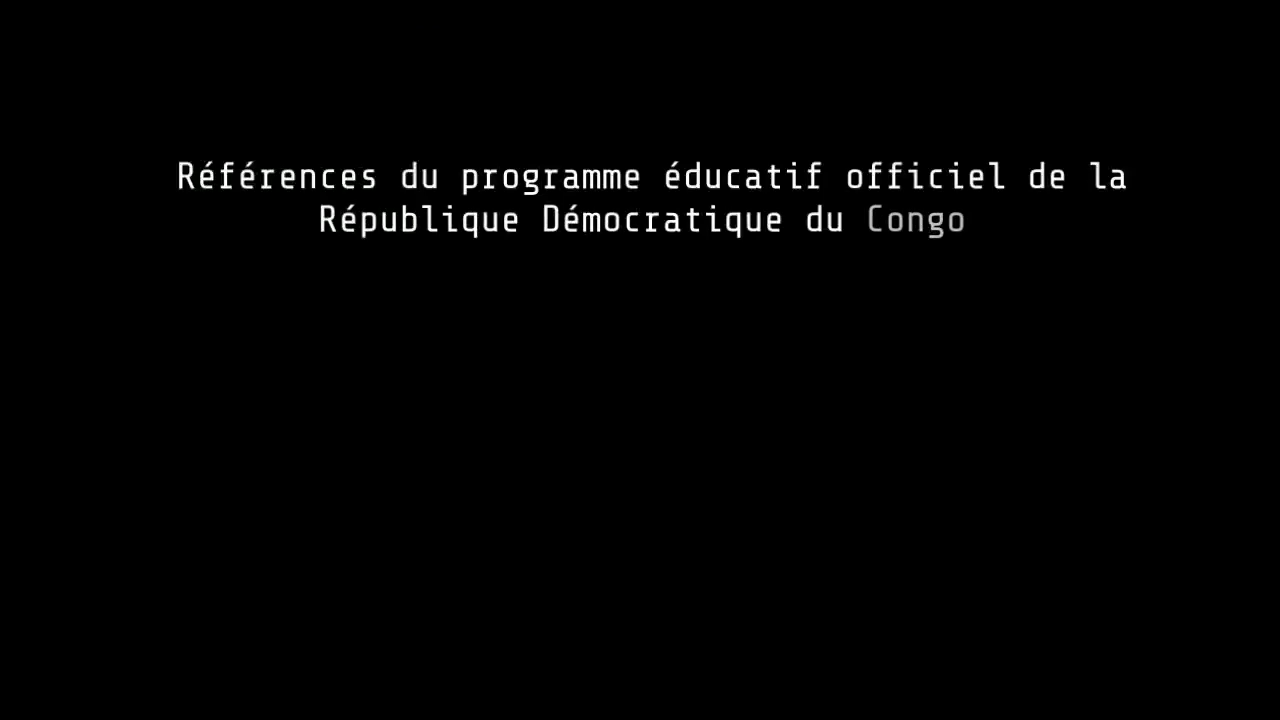 Références du programme éducatif officiel de la
République Démocratique du Congo